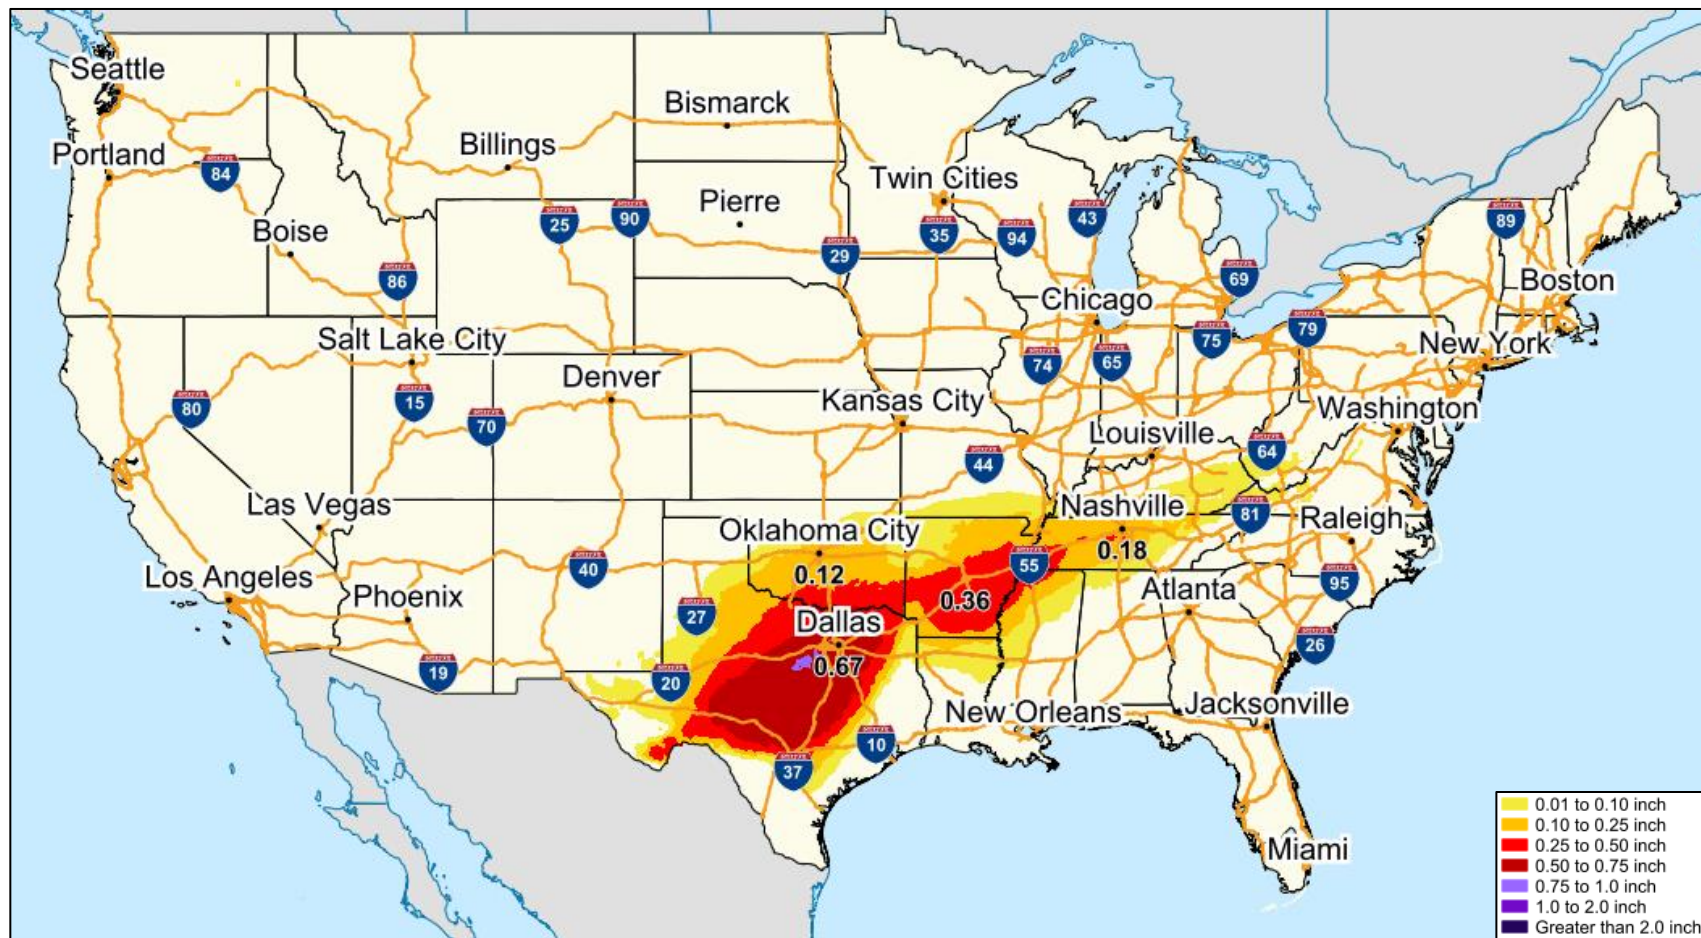 Seattle
Bismarck
Billings
Portland
84
Twin Cities
Pierre
25
90
43
89
Boise
35
94
29
86
69
Boston
Chicago
Salt Lake City
79
75
New York
74
65
Denver
15
80
Kansas City
Washington
70
Louisville
64
44
Las Vegas
Nashville
81
Raleigh
Oklahoma City
0.18
40
55
0.12
Los Angeles
95
Phoenix
Atlanta
0.36
27
Dallas
26
19
0.67
20
New Orleans
Jacksonville
10
37
0.01 to 0.10 inch
0.10 to 0.25 inch
0.25 to 0.50 inch
Miami
0.50 to 0.75 inch
0.75 to 1.0 inch
1.0 to 2.0 inch
Greater than 2.0 inch